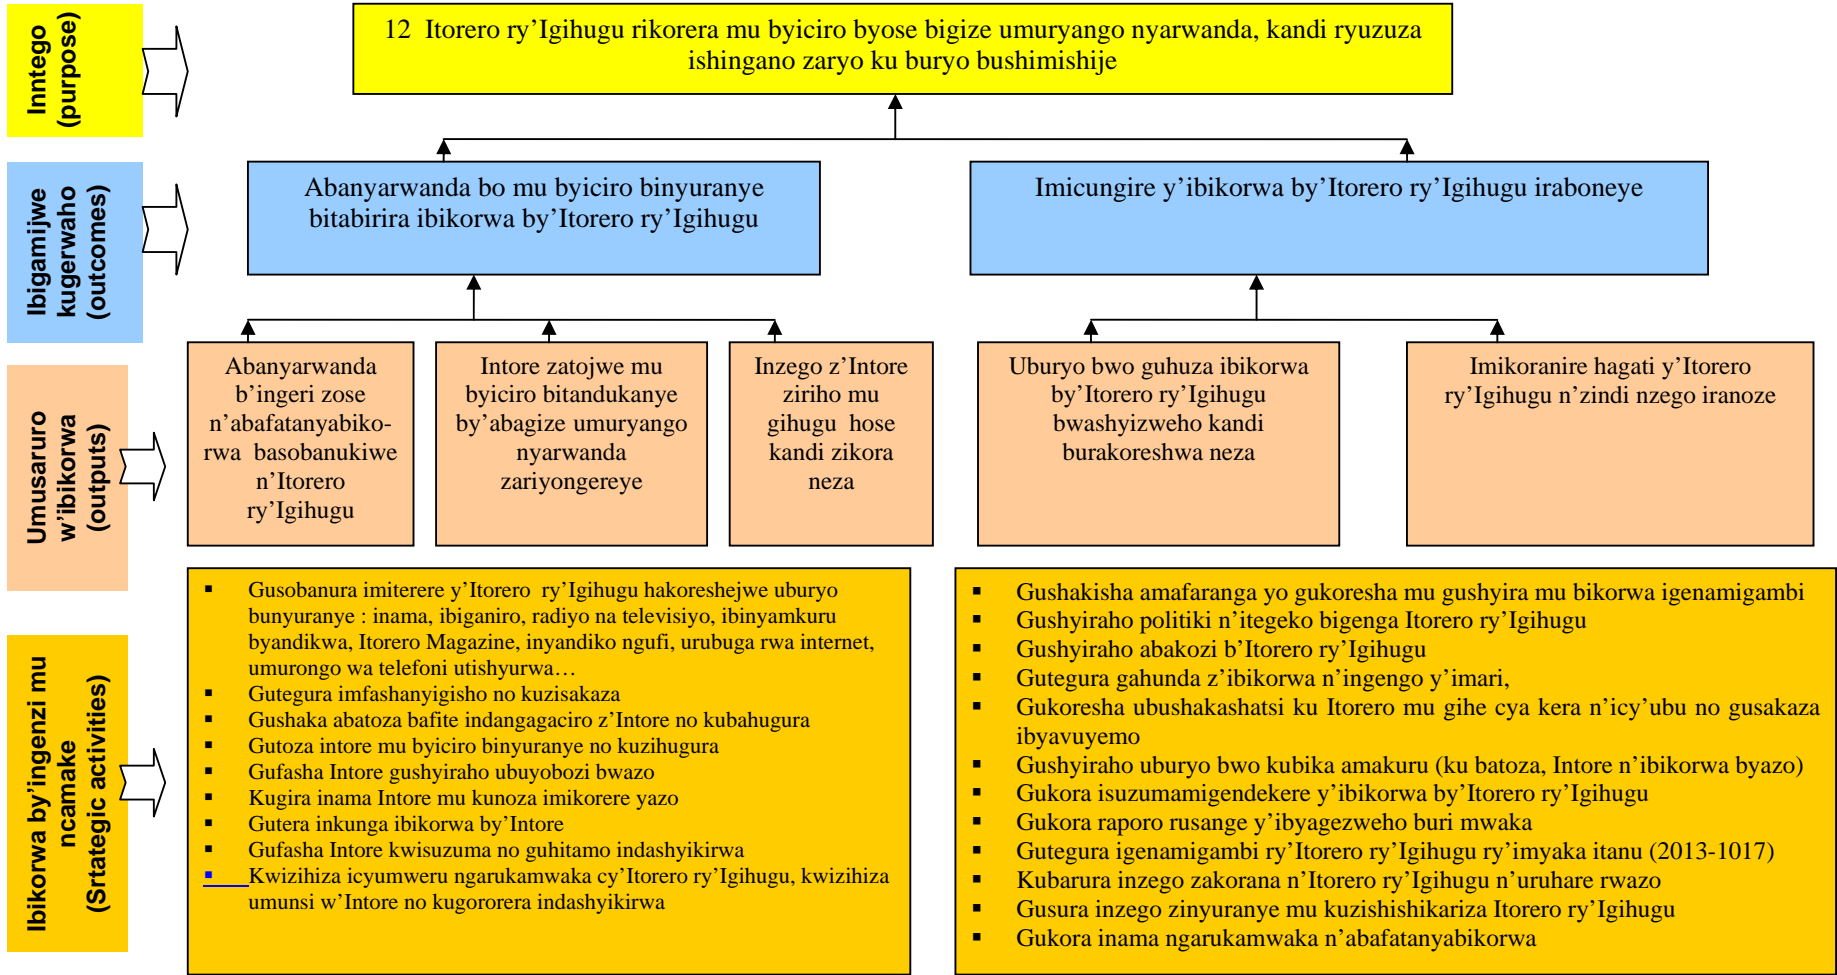 Inntego
(purpose)
12 Itorero ry’Igihugu rikorera mu byiciro byose bigize umuryango nyarwanda, kandi ryuzuza
ishingano zaryo ku buryo bushimishije
Ibigamijwe
kugerwaho
(outcomes)
Abanyarwanda bo mu byiciro binyuranye
bitabirira ibikorwa by’Itorero ry’Igihugu
Imicungire y’ibikorwa by’Itorero ry’Igihugu iraboneye
Umusaruro
w’ibikorwa
(outputs)
Abanyarwanda
b’ingeri zose
n’abafatanyabiko-
rwa basobanukiwe
n’Itorero
ry’Igihugu
Intore zatojwe mu
byiciro bitandukanye
by’abagize umuryango
nyarwanda
zariyongereye
Inzego z’Intore
ziriho mu
gihugu hose
kandi zikora
neza
Uburyo bwo guhuza ibikorwa
by’Itorero ry’Igihugu
bwashyizweho kandi
burakoreshwa neza
Imikoranire hagati y’Itorero
ry’Igihugu n’zindi nzego iranoze
Ibikorwa by’ingenzi mu
ncamake
(Srtategic activities)
▪ Gusobanura imiterere y’Itorero ry’Igihugu hakoreshejwe uburyo
bunyuranye : inama, ibiganiro, radiyo na televisiyo, ibinyamkuru
byandikwa, Itorero Magazine, inyandiko ngufi, urubuga rwa internet,
umurongo wa telefoni utishyurwa…
▪ Gutegura imfashanyigisho no kuzisakaza
▪ Gushaka abatoza bafite indangagaciro z’Intore no kubahugura
▪ Gutoza intore mu byiciro binyuranye no kuzihugura
▪ Gufasha Intore gushyiraho ubuyobozi bwazo
▪ Kugira inama Intore mu kunoza imikorere yazo
▪ Gutera inkunga ibikorwa by’Intore
▪ Gufasha Intore kwisuzuma no guhitamo indashyikirwa
▪ Kwizihiza icyumweru ngarukamwaka cy’Itorero ry’Igihugu, kwizihiza
umunsi w’Intore no kugororera indashyikirwa
▪ Gushakisha amafaranga yo gukoresha mu gushyira mu bikorwa igenamigambi
▪ Gushyiraho politiki n’itegeko bigenga Itorero ry’Igihugu
▪ Gushyiraho abakozi b’Itorero ry’Igihugu
▪ Gutegura gahunda z’ibikorwa n’ingengo y’imari,
▪ Gukoresha ubushakashatsi ku Itorero mu gihe cya kera n’icy’ubu no gusakaza
ibyavuyemo
▪ Gushyiraho uburyo bwo kubika amakuru (ku batoza, Intore n’ibikorwa byazo)
▪ Gukora isuzumamigendekere y’ibikorwa by’Itorero ry’Igihugu
▪ Gukora raporo rusange y’ibyagezweho buri mwaka
▪ Gutegura igenamigambi ry’Itorero ry’Igihugu ry’imyaka itanu (2013-1017)
▪ Kubarura inzego zakorana n’Itorero ry’Igihugu n’uruhare rwazo
▪ Gusura inzego zinyuranye mu kuzishishikariza Itorero ry’Igihugu
▪ Gukora inama ngarukamwaka n’abafatanyabikorwa